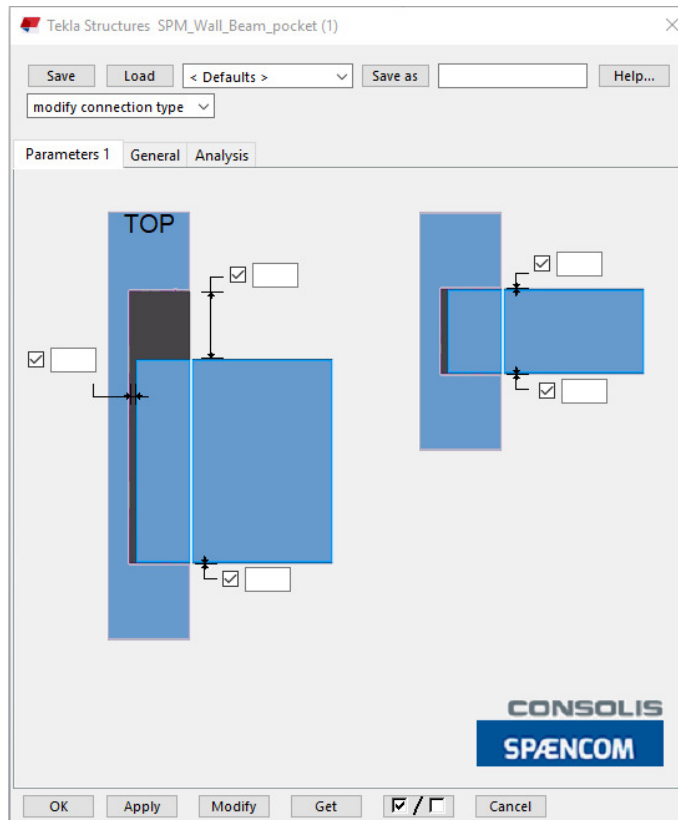 Tekla Structures SPM_Wall_Beam_pocket (1)
Save Load < Defaults > Save as Help...
modify connection type
Parameters 1 General Analysis
TOP
CONSOLIS
SPÆNCOM
OK Apply Modify Get / Cancel